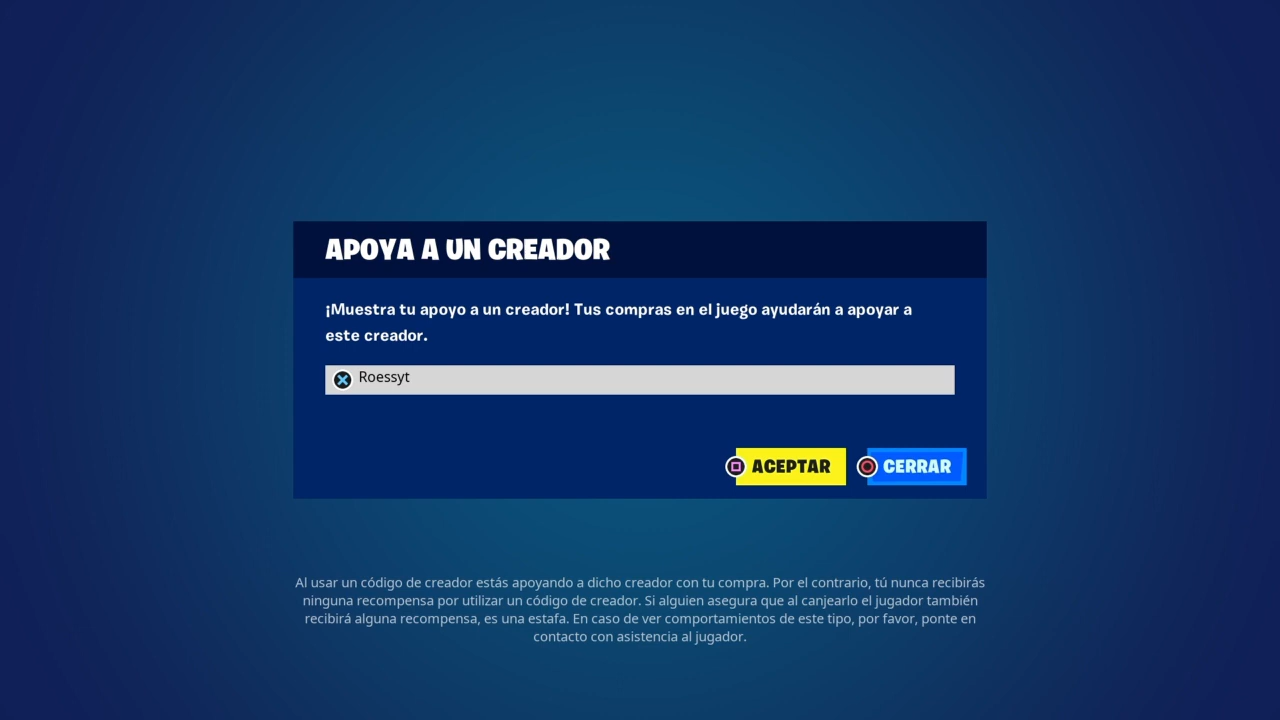 APOYA A UN CREADOR
¡Muestra tu apoyo a un creador! Tus compras en el juego ayudarán a apoyar a
este creador.
Roessyt
ACEPTAR
CERRAR
Al usar un código de creador estás apoyando a dicho creador con tu compra. Por el contrario, tú nunca recibirás
ninguna recompensa por utilizar un código de creador. Si alguien asegura que al canjearlo el jugador también
recibirá alguna recompensa, es una estafa. En caso de ver comportamientos de este tipo, por favor, ponte en
contacto con asistencia al jugador.